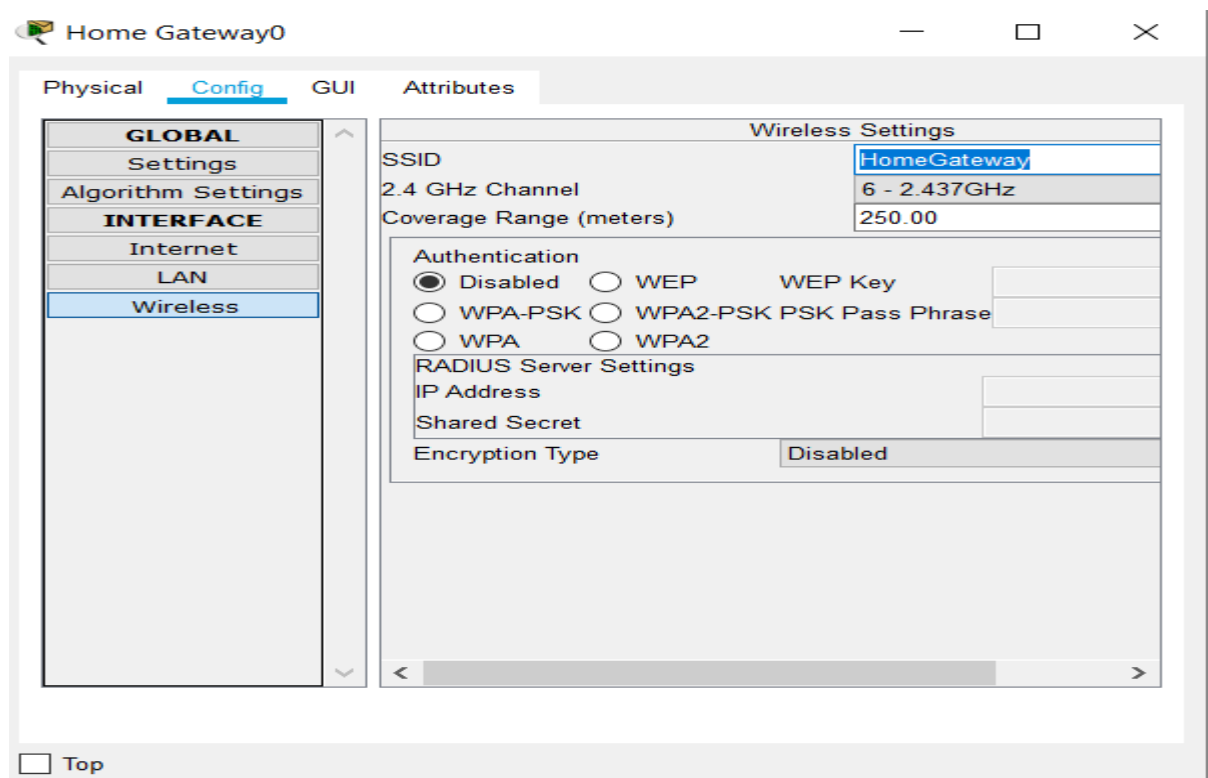 Home Gateway0
Physical Config GUI Attributes
GLOBAL
Settings
Algorithm Settings
INTERFACE
Internet
LAN
Wireless
Wireless Settings
SSID HomeGateway
2.4 GHz Channel 6 - 2.437GHz
Coverage Range (meters) 250.00
Authentication
Disabled WEP WEP Key
WPA-PSK WPA2-PSK PSK Pass Phrase
WPA WPA2
RADIUS Server Settings
IP Address
Shared Secret
Encryption Type Disabled
Top